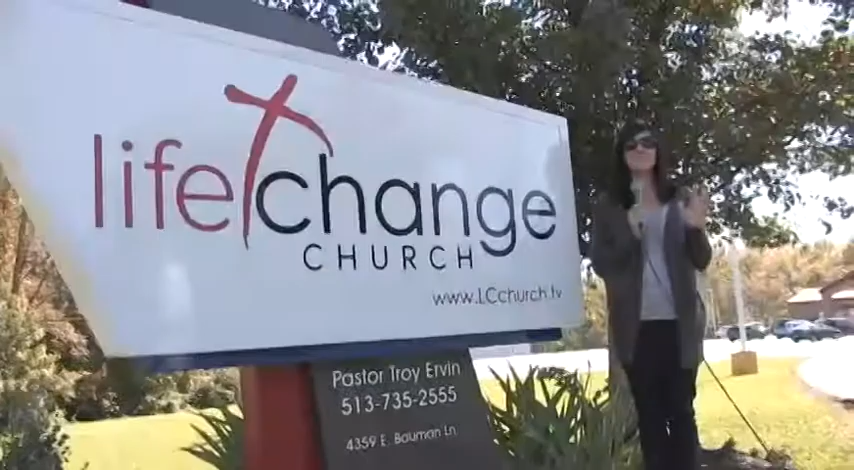 lifechange
CHURCH
www.LCchurch.tv
Pastor Troy Ervin
513-735-2555
4359 E. Bauman Ln